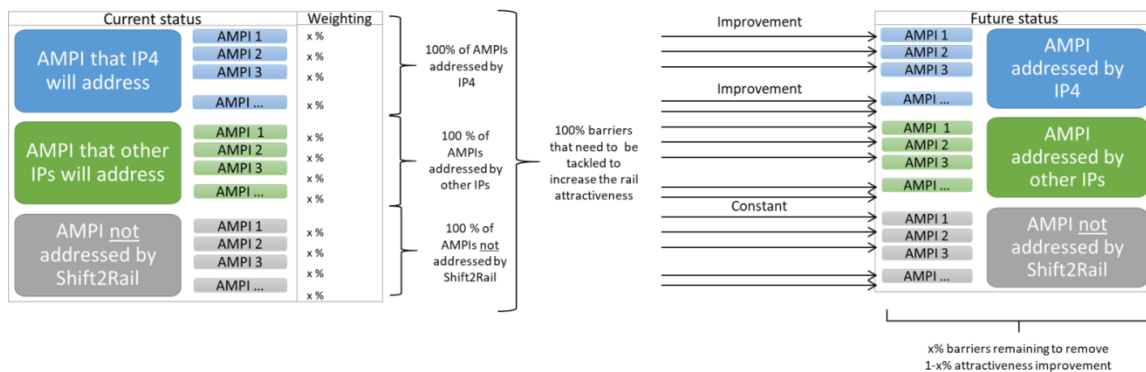 Current status
Weighting
AMPI that IP4
will address
AMPI 1
AMPI 2
AMPI 3
AMPI ...
x %
x %
x %
x %
100% of AMPIs
addressed by
IP4
AMPI that other
IPs will address
AMPI 1
AMPI 2
AMPI 3
AMPI...
x %
x %
x %
x %
100 % of
AMPIs
addressed by
other IPs
AMPI not
addressed by
Shift2Rail
AMPI 1
AMPI 2
AMPI 3
AMPI ...
x %
x %
x %
x %
100 % of
AMPIs not
addressed by
Shift2Rail
100% barriers
that need to be
tackled to
increase the rail
attractiveness
Improvement
Improvement
Constant
Future status
AMPI 1
AMPI 2
AMPI 3
AMPI ...
AMPI
addressed by
IP4
AMPI 1
AMPI 2
AMPI 3
AMPI ...
AMPI
addressed by
other IPs
AMPI 1
AMPI 2
AMPI 3
AMPI ...
AMPI not
addressed by
Shift2Rail
x% barriers remaining to remove
1-x% attractiveness improvement